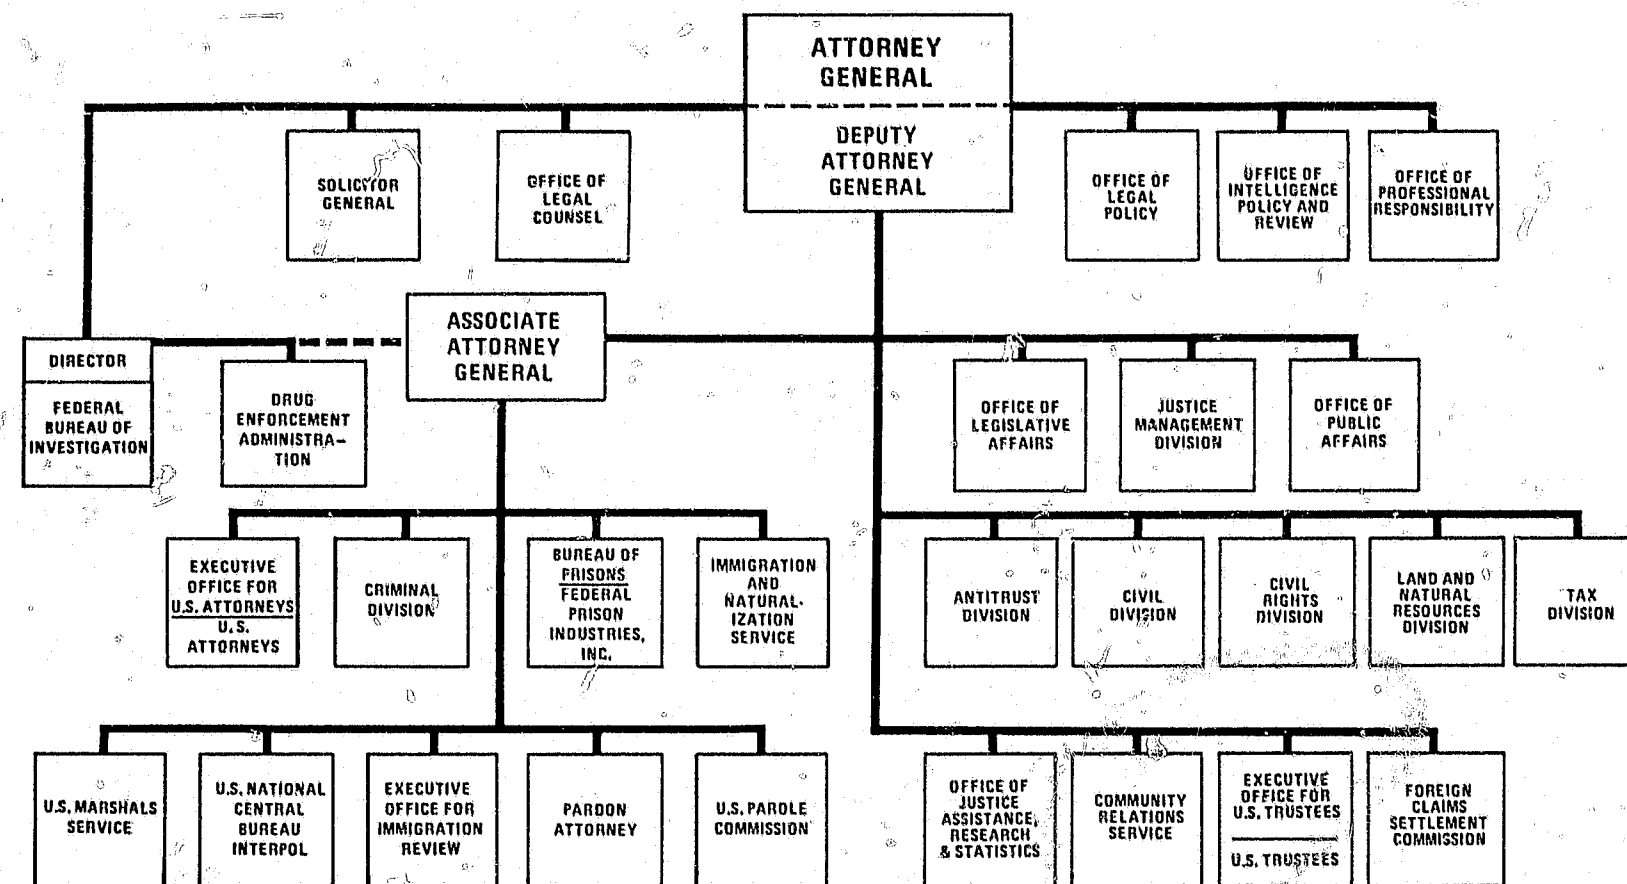 ATTORNEY
GENERAL
DEPUTY
ATTORNEY
GENERAL
SOLICITOR
GENERAL
OFFICE OF
LEGAL
COUNSEL
OFFICE OF
LEGAL
POLICY
OFFICE OF
INTELLIGENCE
POLICY AND
REVIEW
OFFICE OF
PROFESSIONAL
RESPONSIBILITY
ASSOCIATE
ATTORNEY
GENERAL
DIRECTOR
FEDERAL
BUREAU OF
INVESTIGATION
DRUG
ENFORCEMENT
ADMINISTRA-
TION
OFFICE OF
LEGISLATIVE
AFFAIRS
JUSTICE
MANAGEMENT
DIVISION
OFFICE OF
PUBLIC
AFFAIRS
EXECUTIVE
OFFICE FOR
U.S. ATTORNEYS
U.S.
ATTORNEYS
CRIMINAL
DIVISION
BUREAU OF
PRISONS
FEDERAL
PRISON
INDUSTRIES,
INC.
IMMIGRATION
AND
NATURAL-
IZATION
SERVICE
ANTITRUST
DIVISION
CIVIL
DIVISION
CIVIL
RIGHTS
DIVISION
LAND AND
NATURAL
RESOURCES
DIVISION
TAX
DIVISION
U.S. MARSHALS
SERVICE
U.S. NATIONAL
CENTRAL
BUREAU
INTERPOL
EXECUTIVE
OFFICE FOR
IMMIGRATION
REVIEW
PARDON
ATTORNEY
U.S. PAROLE
COMMISSION
OFFICE OF
JUSTICE
ASSISTANCE,
RESEARCH
& STATISTICS
COMMUNITY
RELATIONS
SERVICE
EXECUTIVE
OFFICE FOR
U.S. TRUSTEES
U.S. TRUSTEES
FOREIGN
CLAIMS
SETTLEMENT
COMMISSION